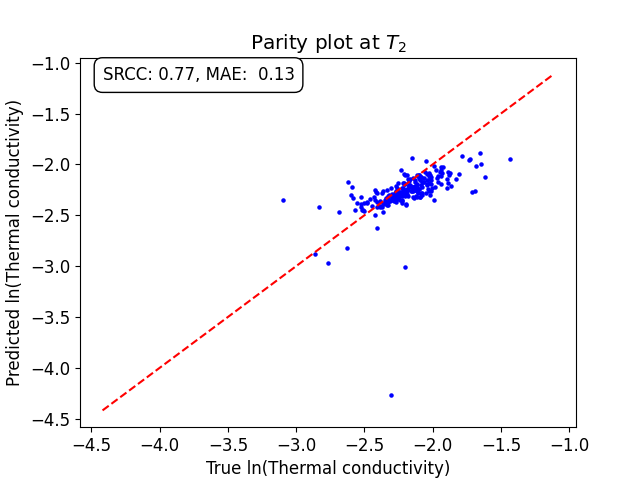 Parity plot at T₂
SRCC: 0.77, MAE:  0.13
Predicted ln(Thermal conductivity)
−1.0
−1.5
−2.0
−2.5
−3.0
−3.5
−4.0
−4.5
−4.5 −4.0 −3.5 −3.0 −2.5 −2.0 −1.5 −1.0
True ln(Thermal conductivity)